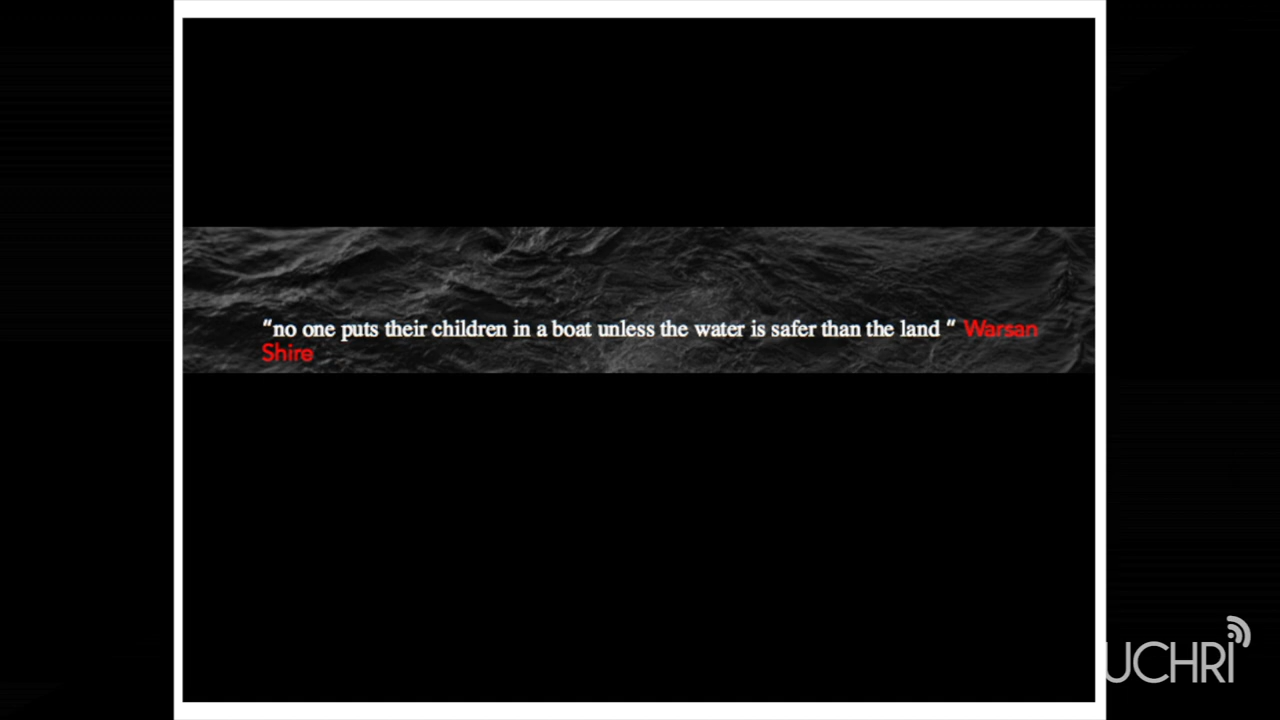 “no one puts their children in a boat unless the water is safer than the land “ Warsan
Shire
UCHRI